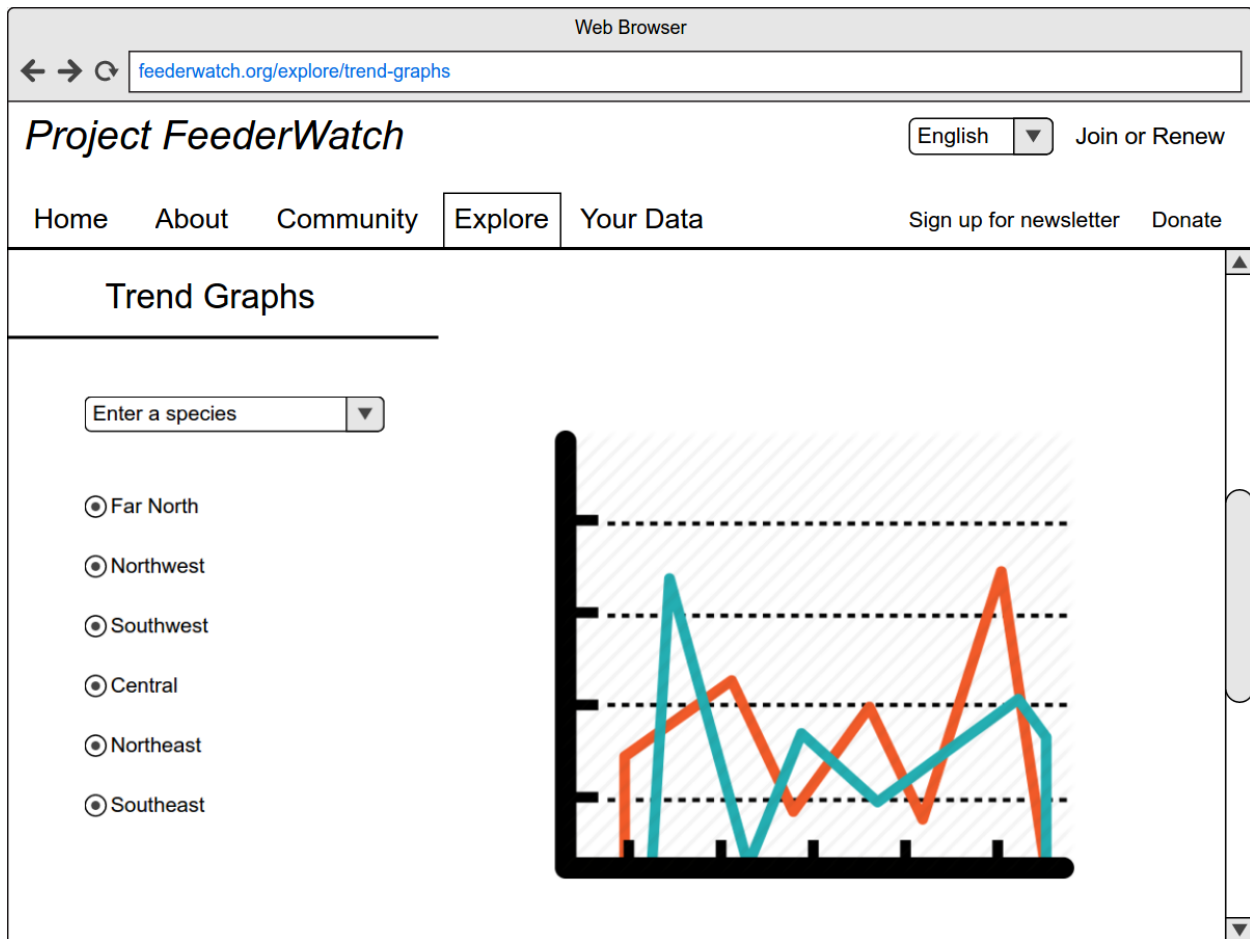 Web Browser
feederwatch.org/explore/trend-graphs
Project FeederWatch
English
Join or Renew
Home About Community Explore Your Data Sign up for newsletter Donate
Trend Graphs
Enter a species
Far North
Northwest
Southwest
Central
Northeast
Southeast